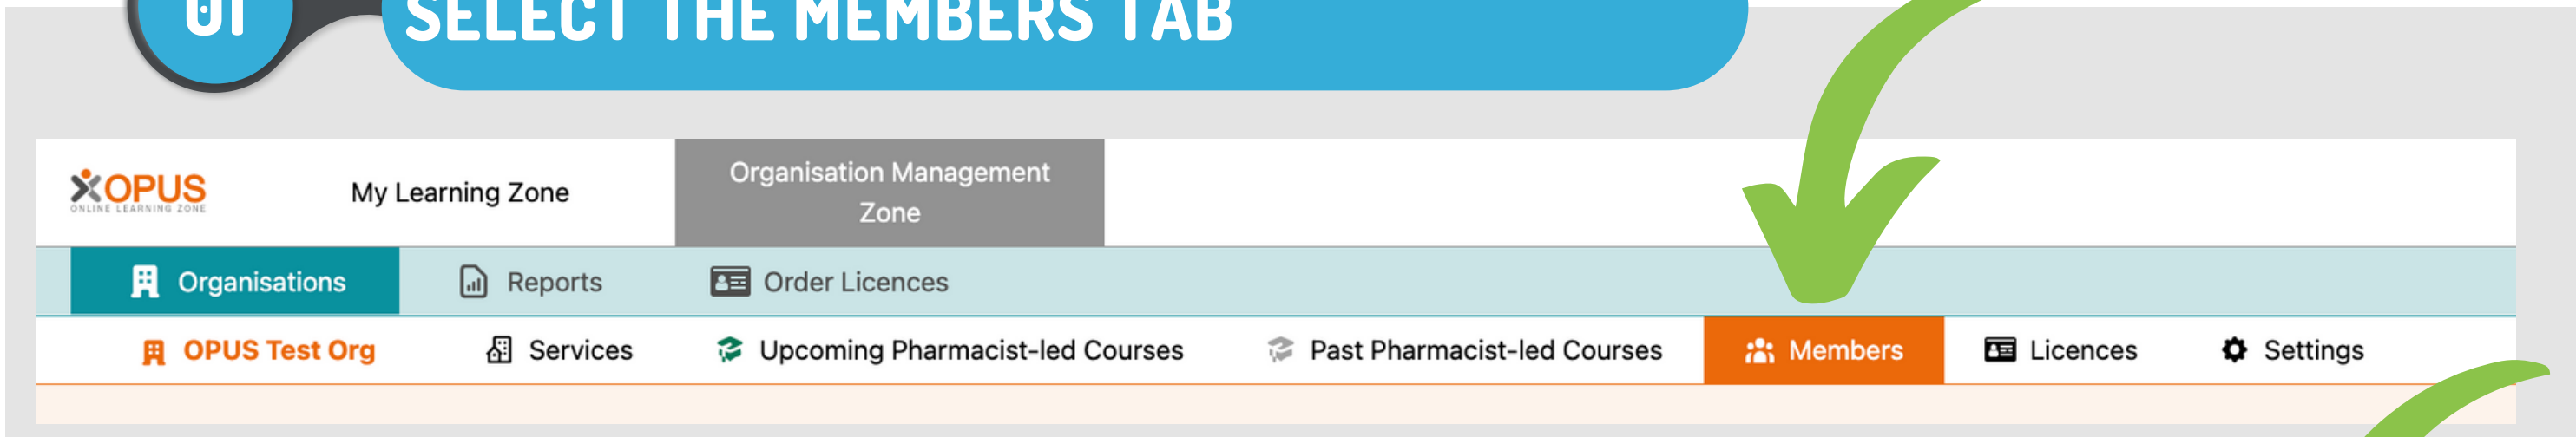 01 SELECT THE MEMBERS TAB
OPUS
ONLINE LEARNING ZONE
My Learning Zone
Organisation Management
Zone
Organisations Reports Order Licences
OPUS Test Org Services Upcoming Pharmacist-led Courses Past Pharmacist-led Courses Members Licences Settings